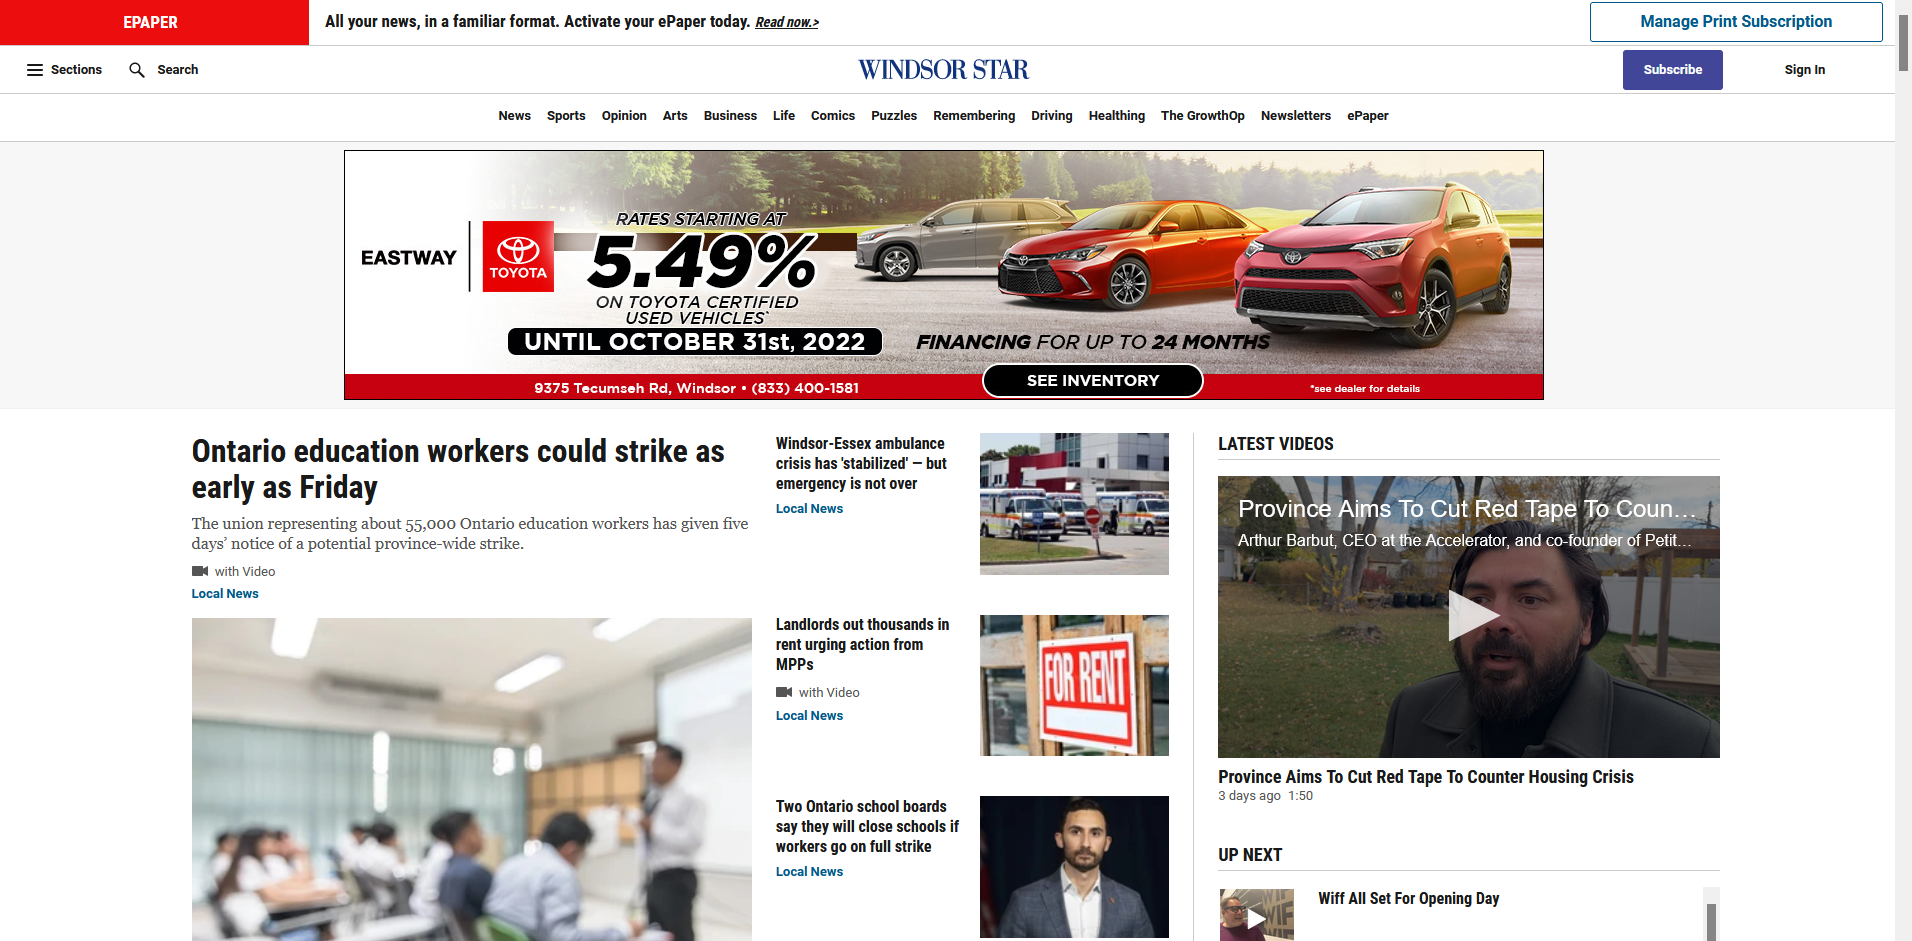 EPAPER
All your news, in a familiar format. Activate your ePaper today. Read now.>
Manage Print Subscription
Sections
Search
WINDSOR STAR
Subscribe
Sign In
News Sports Opinion Arts Business Life Comics Puzzles Remembering Driving Healthing The GrowthOp Newsletters ePaper
EASTWAY
TOYOTA
RATES STARTING AT
5.49%
ON TOYOTA CERTIFIED
USED VEHICLES*
UNTIL OCTOBER 31st, 2022
FINANCING FOR UP TO 24 MONTHS
9375 Tecumseh Rd, Windsor • (833) 400-1581
SEE INVENTORY
*see dealer for details
Ontario education workers could strike as
early as Friday
The union representing about 55,000 Ontario education workers has given five
days’ notice of a potential province-wide strike.
with Video
Local News
Windsor-Essex ambulance
crisis has 'stabilized' — but
emergency is not over
Local News
Landlords out thousands in
rent urging action from
MPPs
with Video
Local News
FOR RENT
Two Ontario school boards
say they will close schools if
workers go on full strike
Local News
LATEST VIDEOS
Province Aims To Cut Red Tape To Coun...
Arthur Barbut, CEO at the Accelerator, and co-founder of Petit...
Province Aims To Cut Red Tape To Counter Housing Crisis
3 days ago 1:50
UP NEXT
Wiff All Set For Opening Day